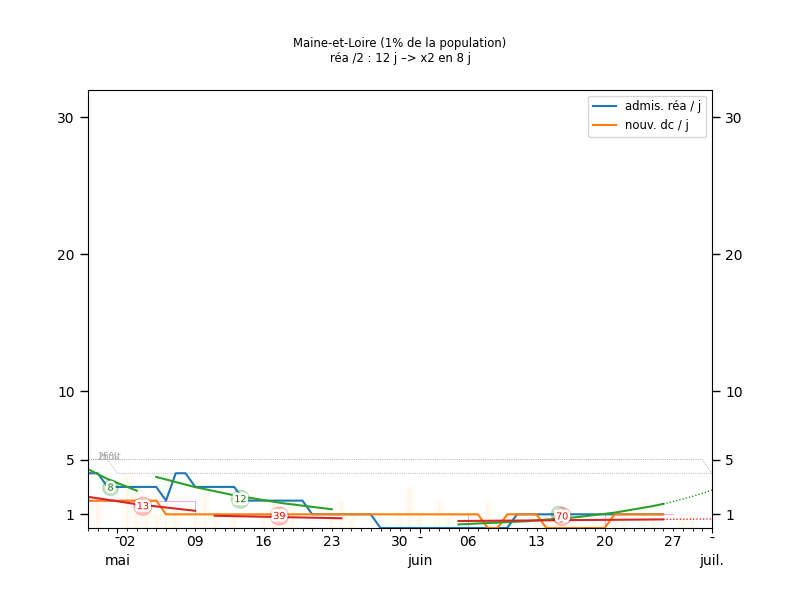 Maine-et-Loire (1% de la population)
réa /2 : 12 j –> x2 en 8 j
admis. réa / j
nouv. dc / j
30 30
20 20
10 10
5 5
1 1
8 13 12 39 70
02 09 16 23 30 06 13 20 27
mai juin juil.